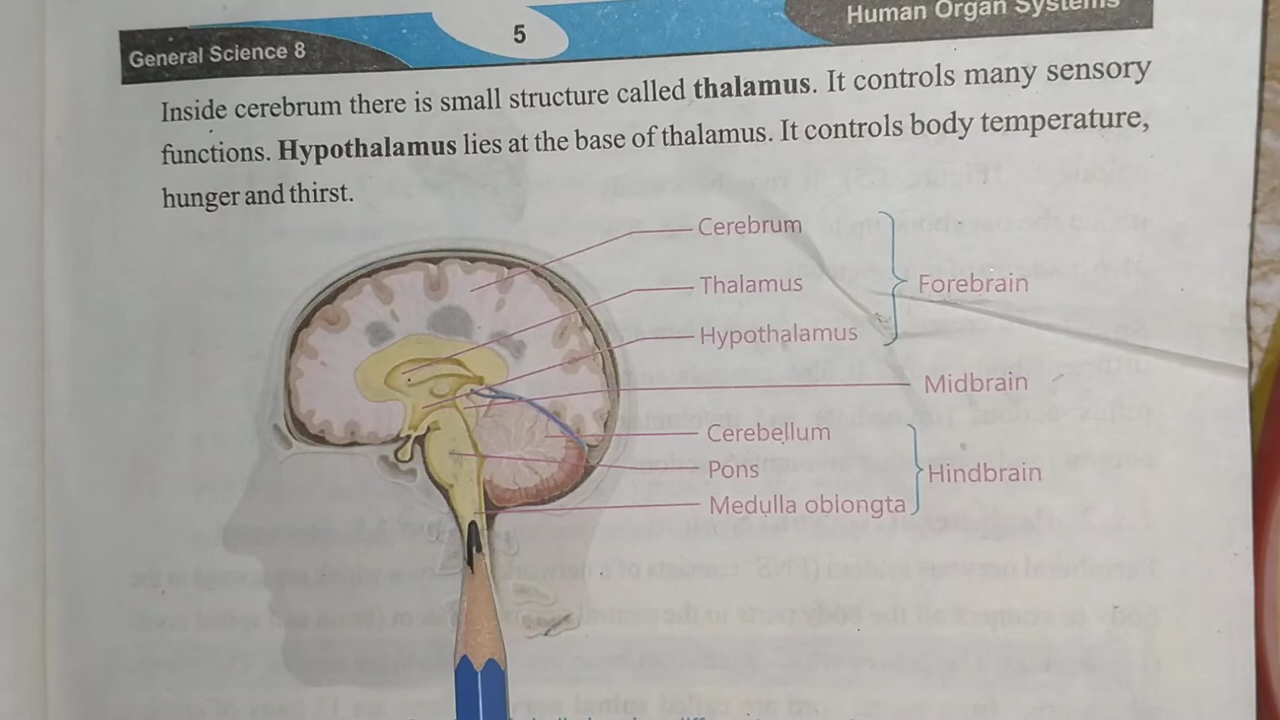 General Science 8
5
Human Organ Systems
Inside cerebrum there is small structure called thalamus. It controls many sensory
functions. Hypothalamus lies at the base of thalamus. It controls body temperature,
hunger and thirst.
Cerebrum
Thalamus
Hypothalamus
Forebrain
Midbrain
Cerebellum
Pons
Medulla oblongta
Hindbrain